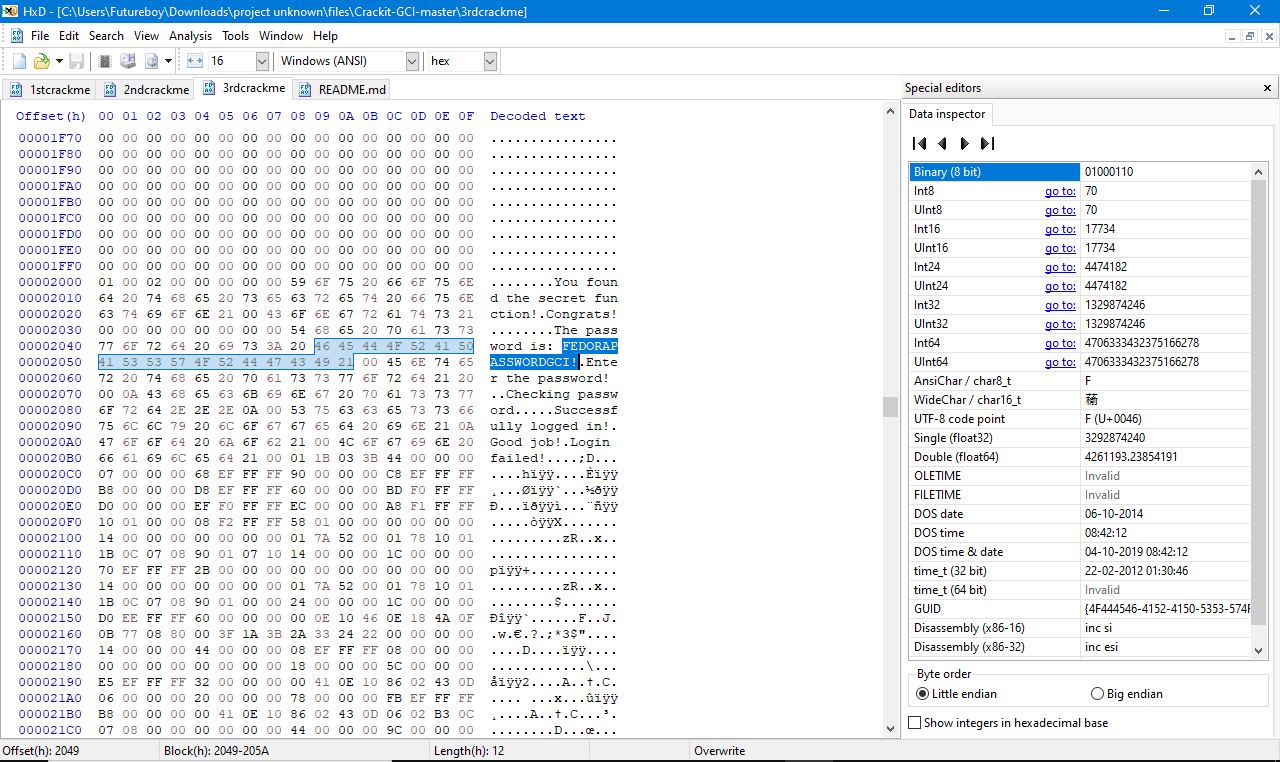 HxD - [C:\Users\Futureboy\Downloads\project unknown\files\Crackit-GCI-master\3rdcrackme]
File Edit Search View Analysis Tools Window Help
16 Windows (ANSI) hex
1stcrackme 2ndcrackme 3rdcrackme README.md
Offset(h) 00 01 02 03 04 05 06 07 08 09 0A 0B 0C 0D 0E 0F Decoded text
00001F70 00 00 00 00 00 00 00 00 00 00 00 00 00 00 00 00 ................
00001F80 00 00 00 00 00 00 00 00 00 00 00 00 00 00 00 00 ................
00001F90 00 00 00 00 00 00 00 00 00 00 00 00 00 00 00 00 ................
00001FA0 00 00 00 00 00 00 00 00 00 00 00 00 00 00 00 00 ................
00001FB0 00 00 00 00 00 00 00 00 00 00 00 00 00 00 00 00 ................
00001FC0 00 00 00 00 00 00 00 00 00 00 00 00 00 00 00 00 ................
00001FD0 00 00 00 00 00 00 00 00 00 00 00 00 00 00 00 00 ................
00001FE0 00 00 00 00 00 00 00 00 00 00 00 00 00 00 00 00 ................
00001FF0 00 00 00 00 00 00 00 00 00 00 00 00 00 00 00 00 ................
00002000 01 00 02 00 00 00 00 00 59 6F 75 20 66 6F 75 6E ........You foun
00002010 64 20 74 68 65 20 73 65 63 72 65 74 20 66 75 6E d the secret fun
00002020 63 74 69 6F 6E 21 00 43 6F 6E 67 72 61 74 73 21 ction!.Congrats!
00002030 00 00 00 00 00 00 00 00 54 68 65 20 70 61 73 73 ........The pass
00002040 77 6F 72 64 20 69 73 3A 20 46 45 44 4F 52 41 50 word is: FEDORAP
00002050 41 53 53 57 4F 52 44 47 43 49 21 00 45 6E 74 65 ASSWORDGCI!.Ente
00002060 72 20 74 68 65 20 70 61 73 73 77 6F 72 64 21 20 r the password!
00002070 00 0A 43 68 65 63 6B 69 6E 67 20 70 61 73 73 77 ..Checking passw
00002080 6F 72 64 2E 2E 2E 2E 0A 00 53 75 63 63 65 73 73 66 ord.....Successf
00002090 75 6C 6C 79 20 6C 6F 67 67 65 64 20 69 6E 21 0A ully logged in!.
000020A0 47 6F 6F 64 20 6A 6F 62 21 00 4C 6F 67 69 6E 20 Good job!.Login
000020B0 66 61 69 6C 65 64 21 00 01 1B 03 3B 44 00 00 00 failed!....;D...
000020C0 07 00 00 00 68 EF FF FF 90 00 00 00 C8 EF FF FF ....hïÿÿ....Èïÿÿ
000020D0 B8 00 00 00 D8 EF FF FF 60 00 00 00 BD F0 FF FF ¸...Øïÿÿ`...½ðÿÿ
000020E0 D0 00 00 00 EF F0 FF FF EC 00 00 00 A8 F1 FF FF Ð...ïðÿÿì...¨ñÿÿ
000020F0 10 01 00 00 08 F2 FF FF 58 01 00 00 00 00 00 00 .....òÿÿX.......
00002100 14 00 00 00 00 00 00 00 01 7A 52 00 01 78 10 01 .........zR..x..
00002110 1B 0C 07 08 90 01 07 10 14 00 00 00 1C 00 00 00 ................
00002120 70 EF FF FF 2B 00 00 00 00 00 00 00 00 00 00 00 pïÿÿ+...........
00002130 14 00 00 00 00 00 00 00 01 7A 52 00 01 78 10 01 .........zR..x..
00002140 1B 0C 07 08 90 01 00 00 24 00 00 00 1C 00 00 00 ........$.......
00002150 D0 EE FF FF 60 00 00 00 00 0E 10 46 0E 18 4A 0F Ðîÿÿ`......F..J.
00002160 0B 77 08 80 00 3F 1A 3B 2A 33 24 22 00 00 00 00 .w.€.?.;*3$"....
00002170 14 00 00 00 44 00 00 00 08 EF FF FF 08 00 00 00 ....D....ïÿÿ....
00002180 00 00 00 00 00 00 00 00 18 00 00 00 5C 00 00 00 ............\...
00002190 E5 EF FF FF 32 00 00 00 00 41 0E 10 86 02 43 0D åïÿÿ2....A..†.C.
000021A0 06 00 00 00 20 00 00 00 78 00 00 00 FB EF FF FF .... ...x...ûïÿÿ
000021B0 B8 00 00 00 00 41 0E 10 86 02 43 0D 06 02 B3 0C ¸....A..†.C...³.
000021C0 07 08 00 00 00 00 00 00 44 00 00 00 9C 00 00 00 ........D...œ...
Special editors
Data inspector
Binary (8 bit) 01000110
Int8 go to: 70
UInt8 go to: 70
Int16 go to: 17734
UInt16 go to: 17734
Int24 go to: 4474182
UInt24 go to: 4474182
Int32 go to: 1329874246
UInt32 go to: 1329874246
Int64 go to: 4706333432375166278
UInt64 go to: 4706333432375166278
AnsiChar / char8_t F
WideChar / char16_t
UTF-8 code point F (U+0046)
Single (float32) 3292874240
Double (float64) 4261193.23854191
OLETIME Invalid
FILETIME Invalid
DOS date 06-10-2014
DOS time 08:42:12
DOS time & date 04-10-2019 08:42:12
time_t (32 bit) 22-02-2012 01:30:46
time_t (64 bit) Invalid
GUID {4F444546-4152-4150-5353-574F
Disassembly (x86-16) inc si
Disassembly (x86-32) inc esi
Byte order
Little endian Big endian
Show integers in hexadecimal base
Offset(h): 2049 Block(h): 2049-205A Length(h): 12 Overwrite